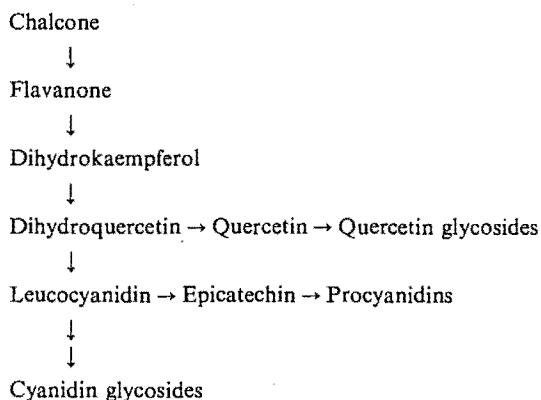 Chalcone
↓
Flavanone
↓
Dihydrokaempferol
↓
Dihydroquercetin → Quercetin → Quercetin glycosides
↓
Leucocyanidin → Epicatechin → Procyanidins
↓
↓
Cyanidin glycosides